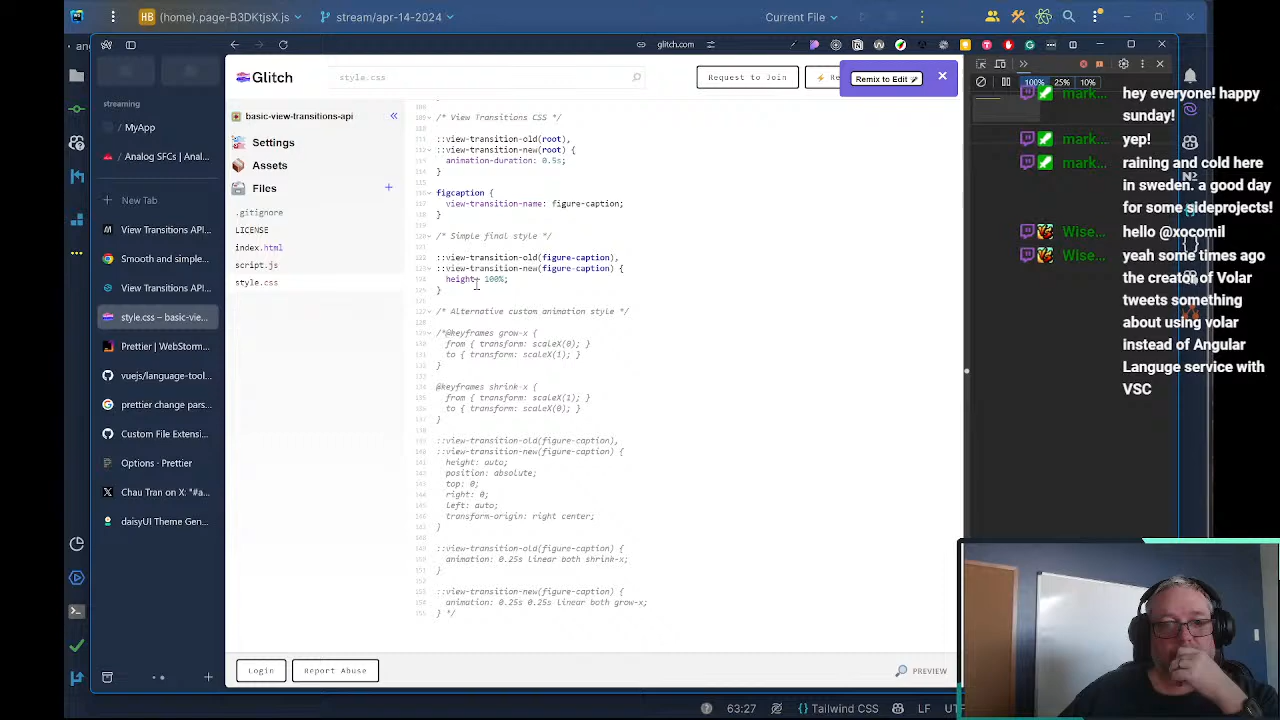 HB (home).page-B3DKtjsX.js
stream/apr-14-2024
Current File
glitch.com
streaming
MyApp
Analog SFCs | Analog...
New Tab
View Transitions API...
Smooth and simple...
View Transitions API...
style.css – basic-vie...
Prettier | WebStorm...
vuejs/language-tool...
prettier change pars...
Custom File Extensi...
Options · Prettier
Chau Tran on X: "#a...
daisyUI Theme Gen...
Glitch
style.css
Request to Join
Remix to Edit
basic-view-transitions-api
Settings
Assets
Files
.gitignore
LICENSE
index.html
script.js
style.css
/* View Transitions CSS */
::view-transition-old(root),
::view-transition-new(root) {
animation-duration: 0.5s;
}
figcaption {
view-transition-name: figure-caption;
}
/* Simple final style */
::view-transition-old(figure-caption),
::view-transition-new(figure-caption) {
height: 100%;
}
/* Alternative custom animation style */
/*@keyframes grow-x {
from { transform: scaleX(0); }
to { transform: scaleX(1); }
}
@keyframes shrink-x {
from { transform: scaleX(1); }
to { transform: scaleX(0); }
}
::view-transition-old(figure-caption),
::view-transition-new(figure-caption) {
height: auto;
position: absolute;
top: 0;
right: 0;
left: auto;
transform-origin: right center;
}
::view-transition-old(figure-caption) {
animation: 0.25s linear both shrink-x;
}
::view-transition-new(figure-caption) {
animation: 0.25s 0.25s linear both grow-x;
} */
Login
Report Abuse
PREVIEW
100%
25%
10%
mark...
hey everyone! happy
sunday!
mark...
yep!
mark...
raining and cold here
in sweden. a good day
for some sideprojects!
Wise...
hello @xocomil
Wise...
yeah some times ago
the creator of Volar
tweets something
about using volar
instead of Angular
Languge service with
VSC
63:27
Tailwind CSS
LF